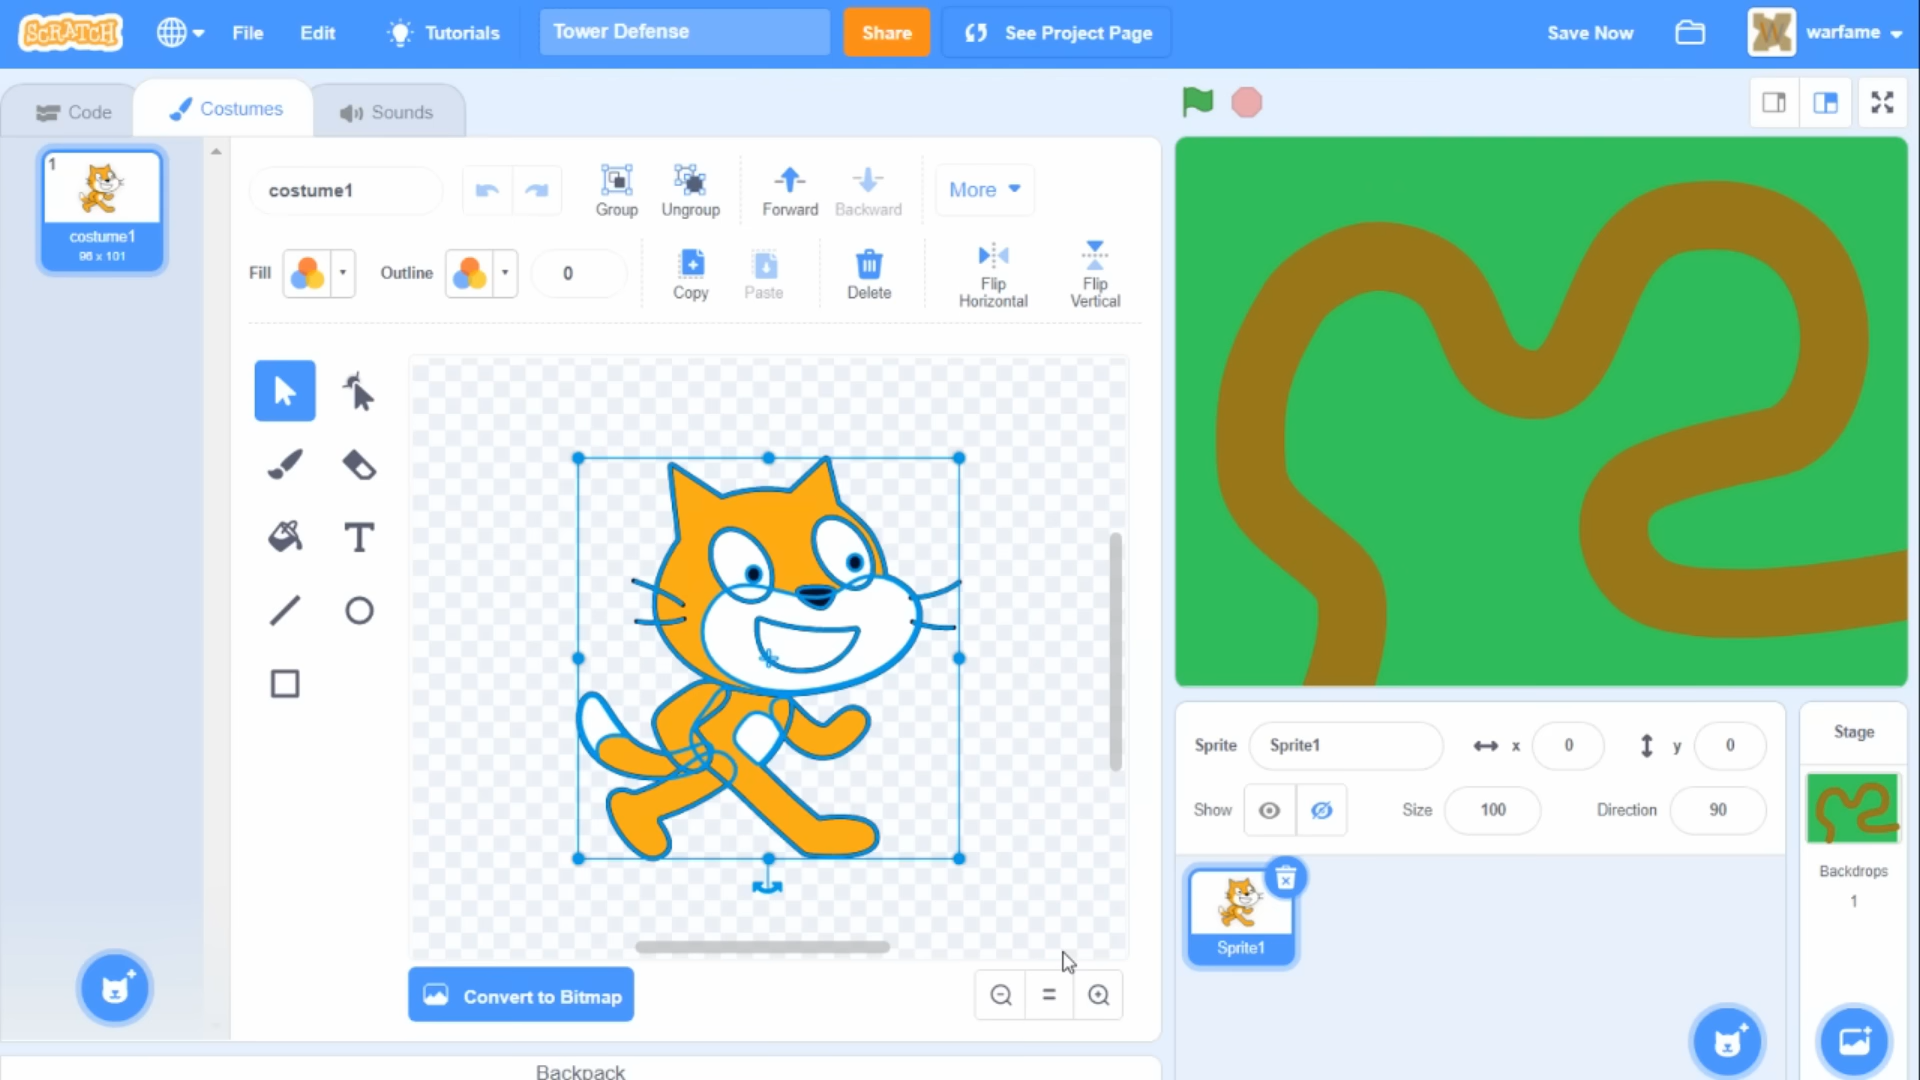 SCRATCH File Edit Tutorials Tower Defense Share See Project Page Save Now W warfame
Code Costumes Sounds
1
costume1
96 x 101
costume1 Group Ungroup Forward Backward More
Fill Outline 0 Copy Paste Delete Flip Horizontal Flip Vertical
T
Convert to Bitmap
Backpack
Sprite Sprite1 x 0 y 0
Show Size 100 Direction 90
Sprite1
Stage
Backdrops
1